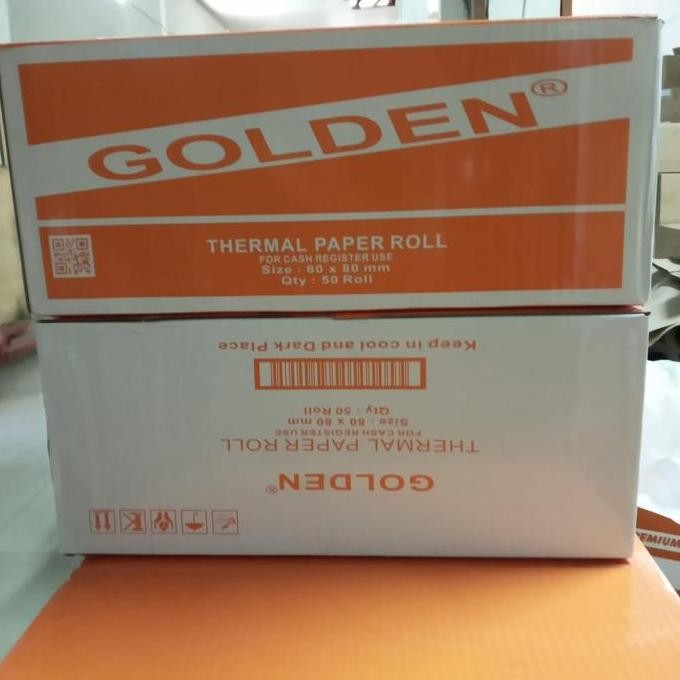 GOLDEN®
THERMAL PAPER ROLL
FOR CASH REGISTER USE
Size : 80 x 80 mm
Qty : 50 Roll
GOLDEN®
THERMAL PAPER ROLL
FOR CASH REGISTER USE
Size : 80 x 80 mm
Qty : 50 Roll
Keep in cool and Dark Place